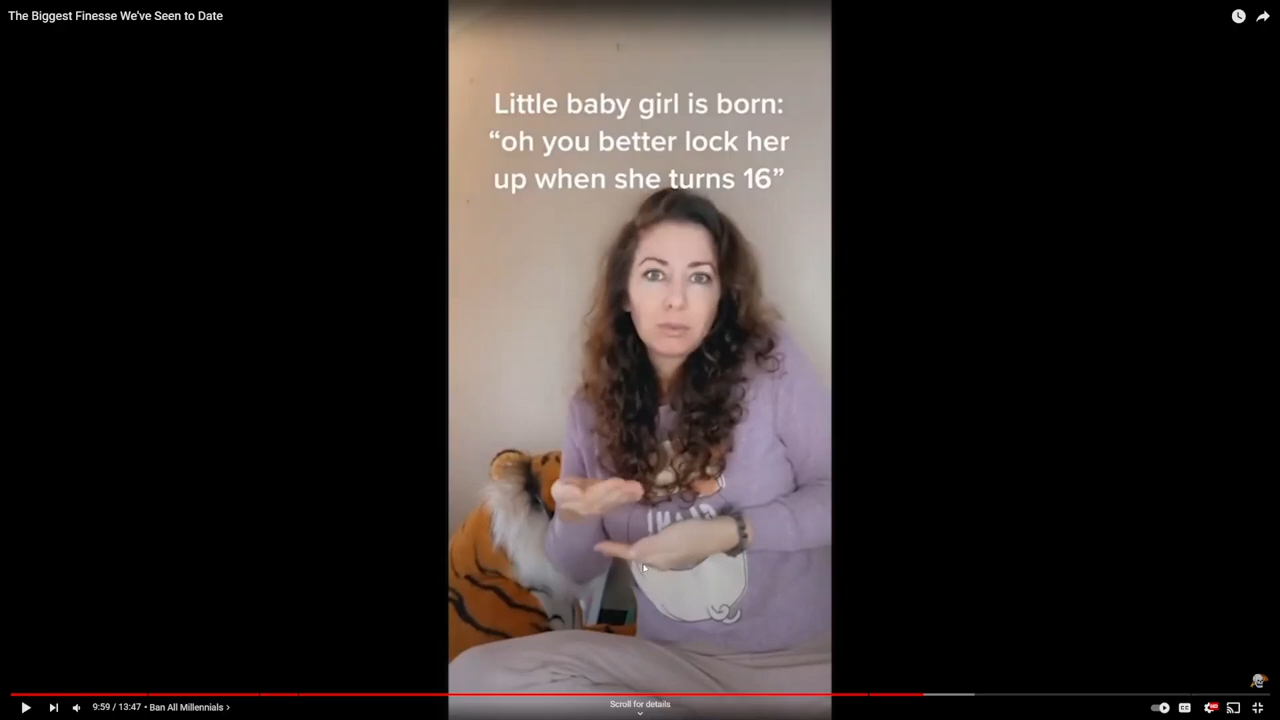 The Biggest Finesse We've Seen to Date
Little baby girl is born:
“oh you better lock her
up when she turns 16”
Scroll for details
9:59 / 13:47 • Ban All Millennials
HD